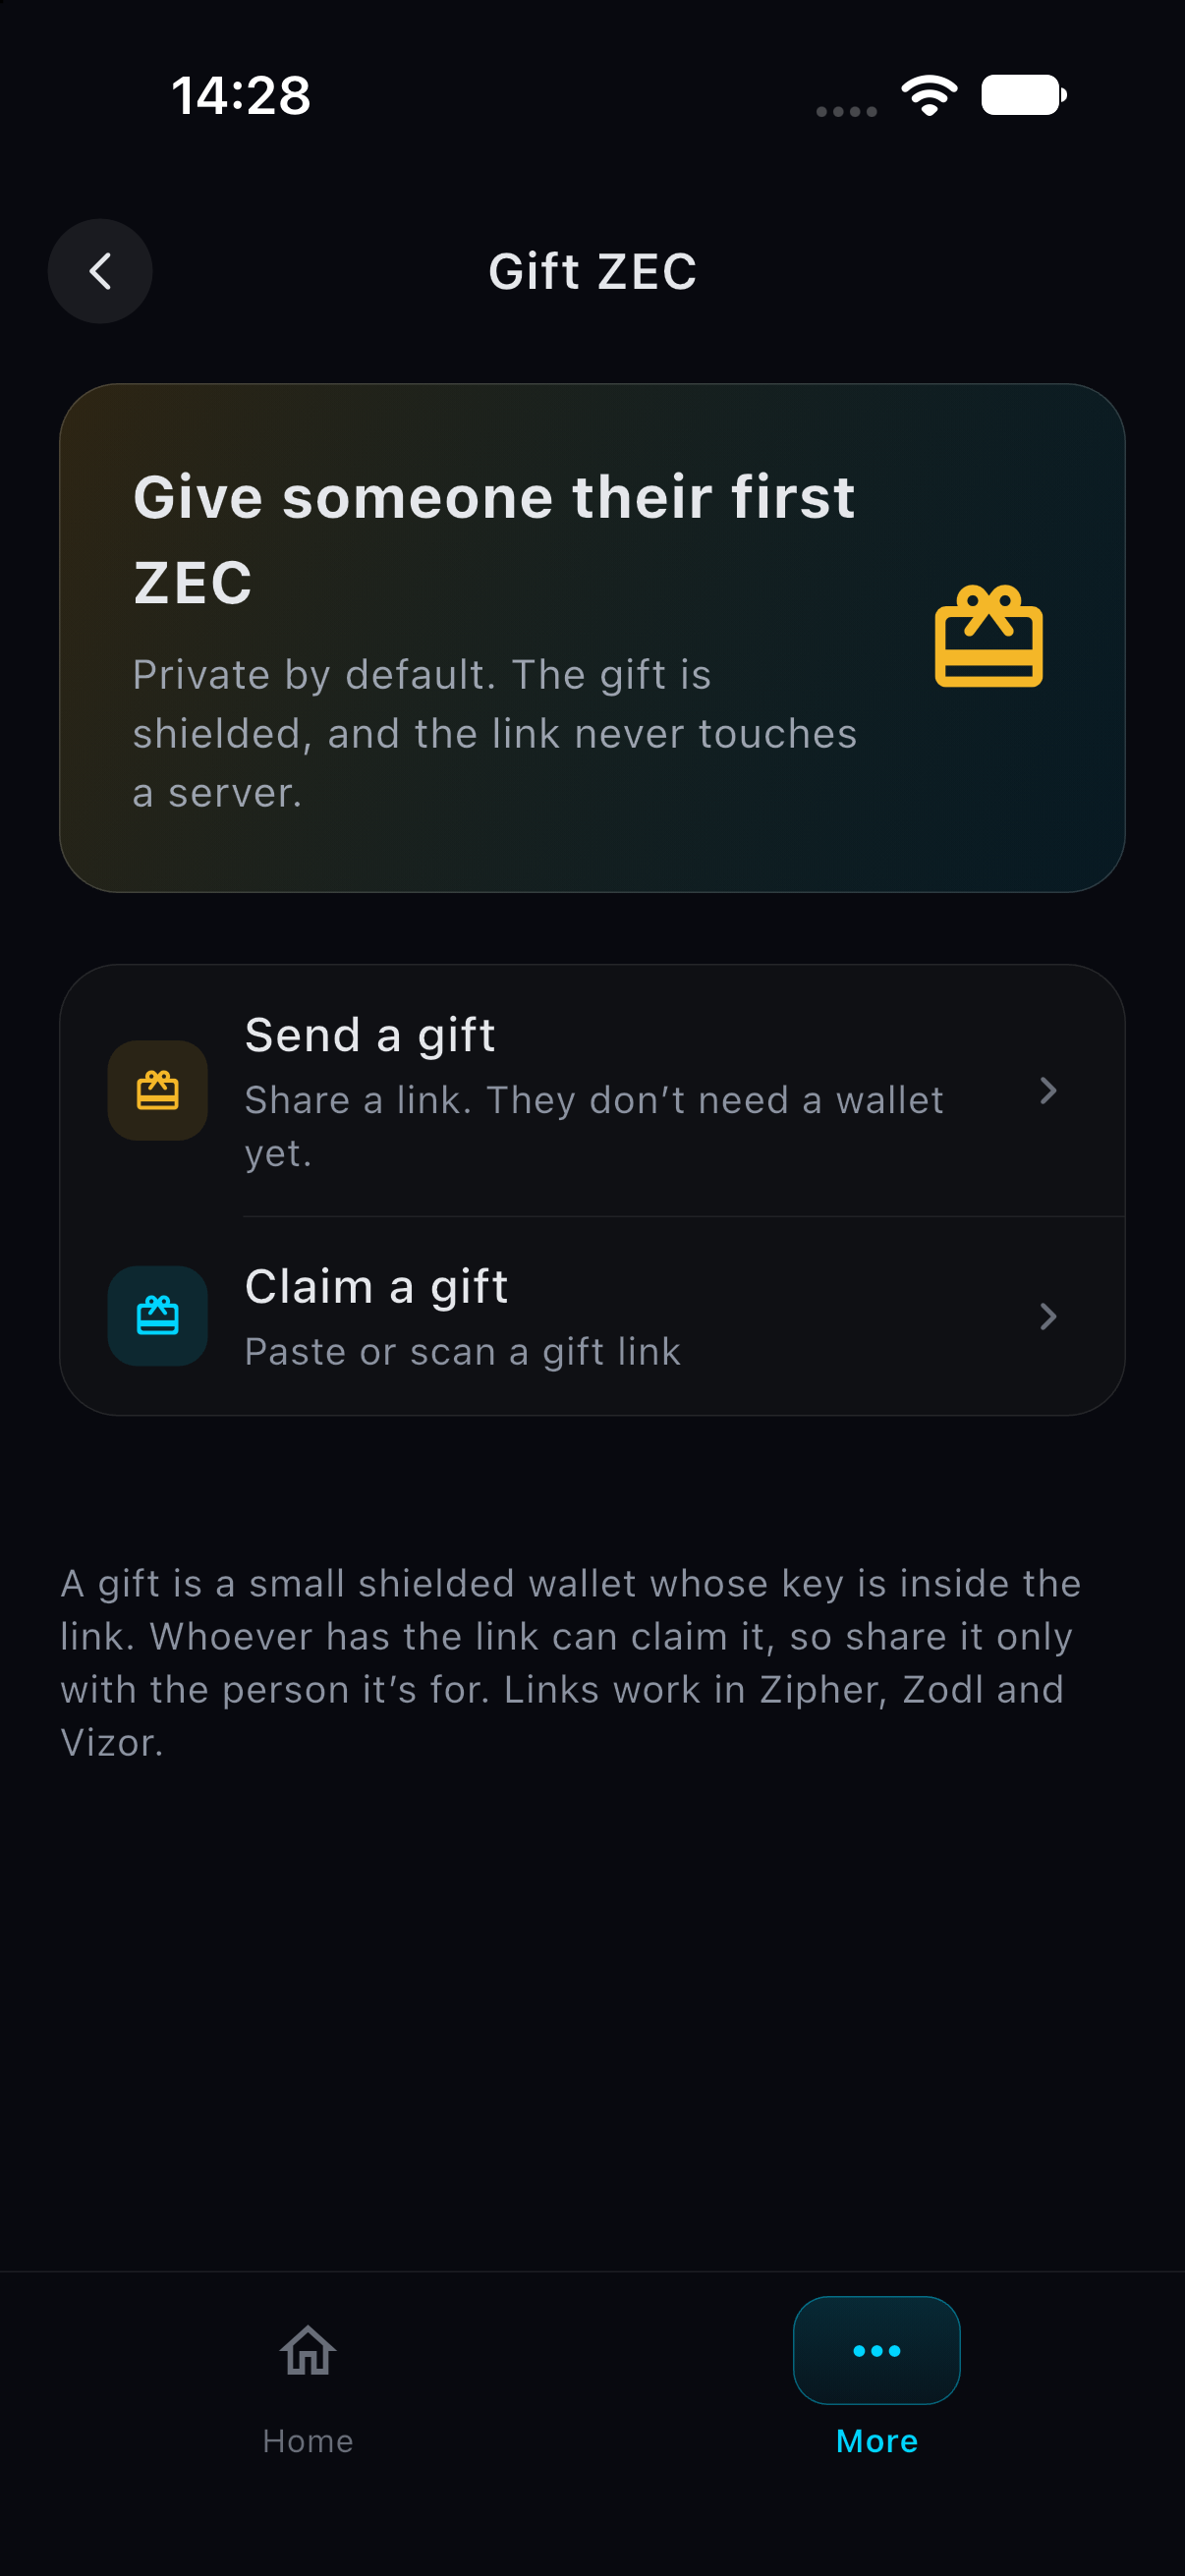 14:28
Gift ZEC
Give someone their first
ZEC
Private by default. The gift is
shielded, and the link never touches
a server.
Send a gift
Share a link. They don’t need a wallet
yet.
Claim a gift
Paste or scan a gift link
A gift is a small shielded wallet whose key is inside the
link. Whoever has the link can claim it, so share it only
with the person it’s for. Links work in Zipher, Zodl and
Vizor.
Home
More